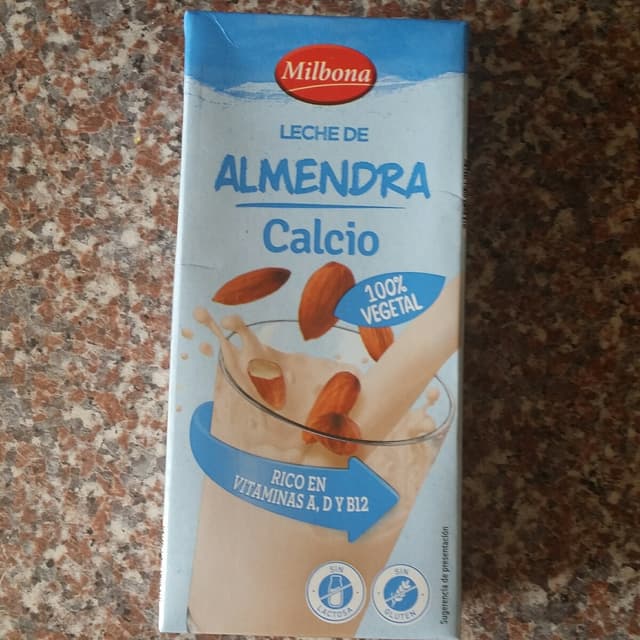 Milbona
LECHE DE
ALMENDRA
Calcio
100%
VEGETAL
RICO EN
VITAMINAS A, D Y B12
SIN
LACTOSA
SIN
GLUTEN
Sugerencia de presentación